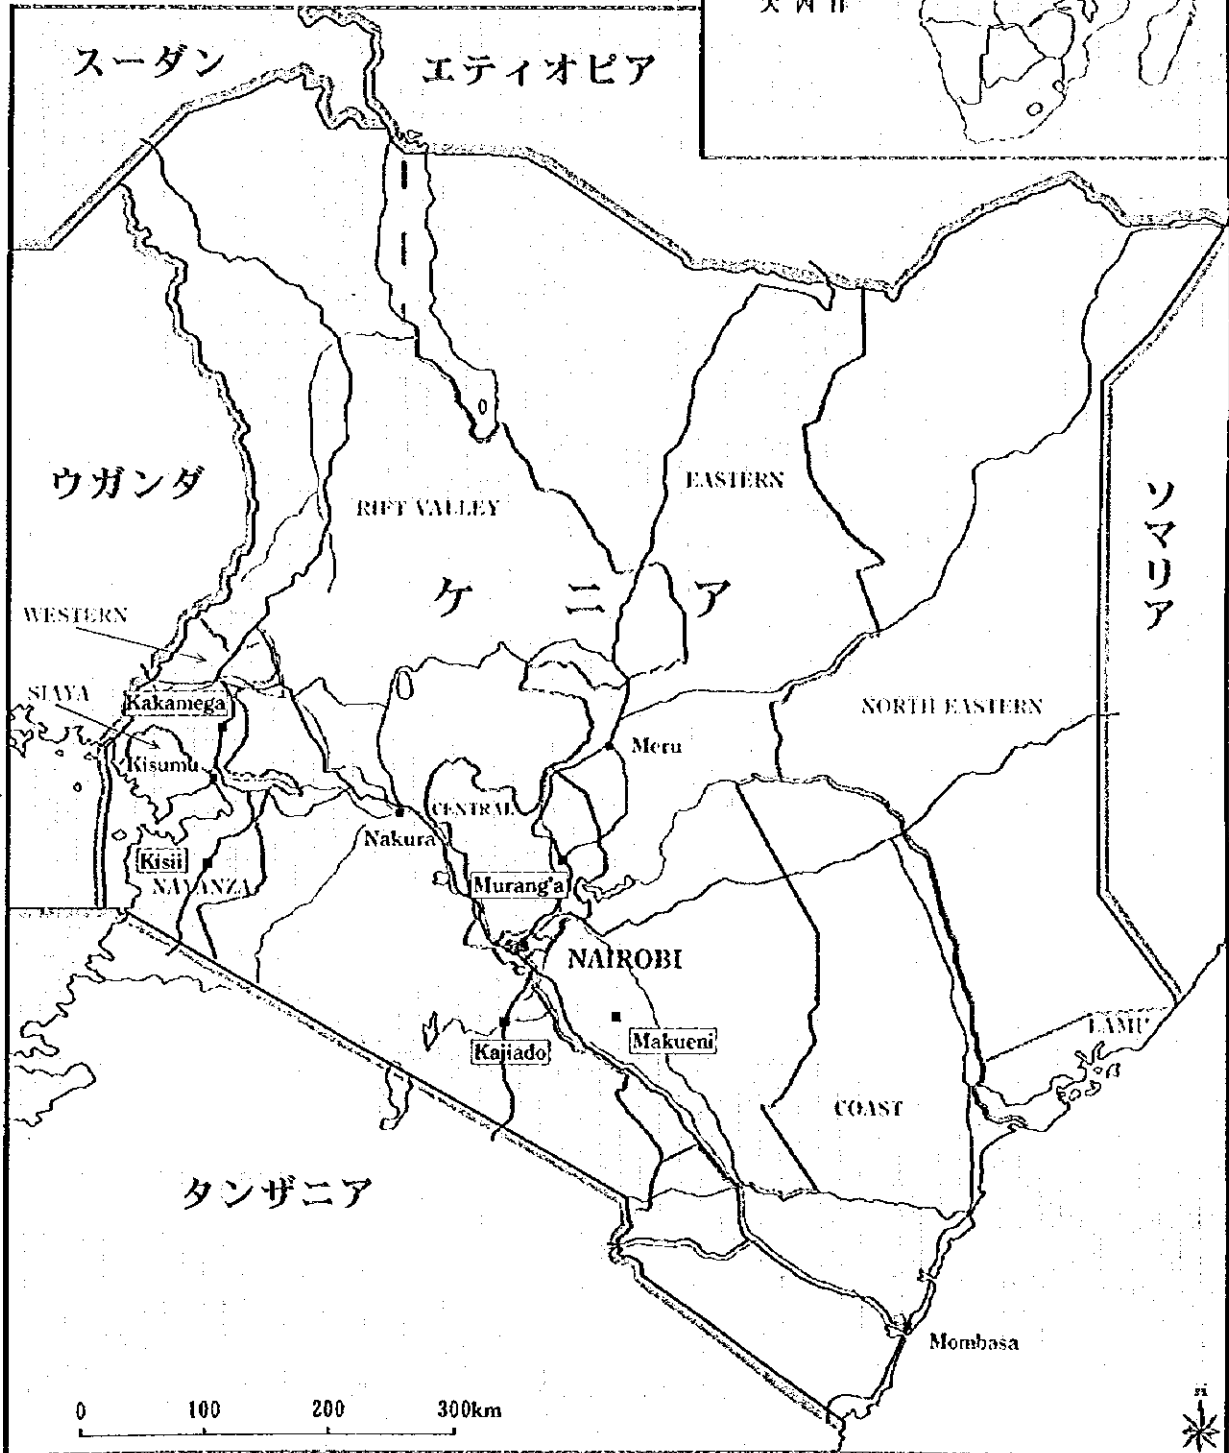 スーダン
エティオピア
ウガンダ
RIFT VALLEY
EASTERN
ソマリア
ケニア
WESTERN
SIAYA
Kakamega
Kisumu
Meru
NORTH EASTERN
CENTRAL
Nakura
Kisii
NAYANZA
Murang'a
NAIROBI
Makueni
Kajiado
LAMU
COAST
タンザニア
Mombasa
0 100 200 300km